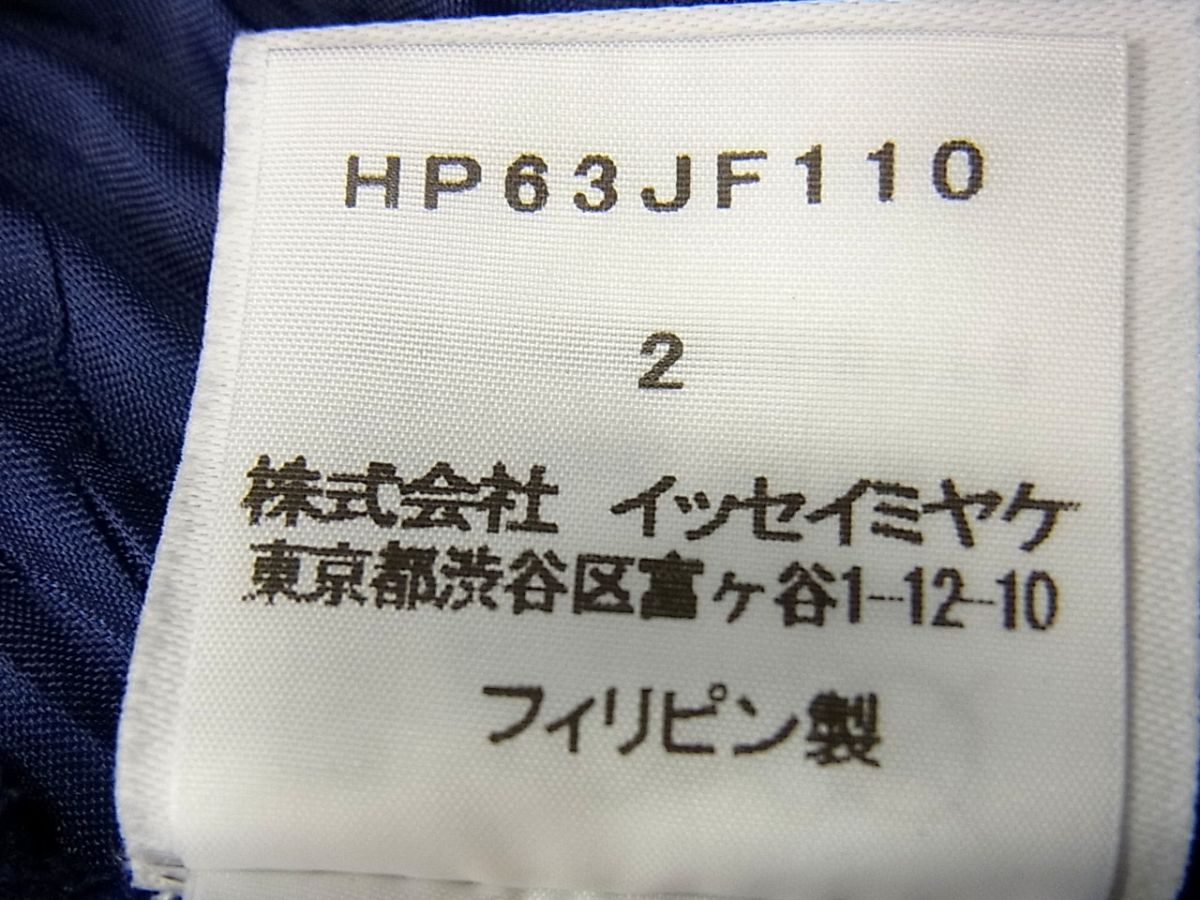 HP63JF110
2
株式会社 イッセイミヤケ
東京都渋谷区富ヶ谷1-12-10
フィリピン製